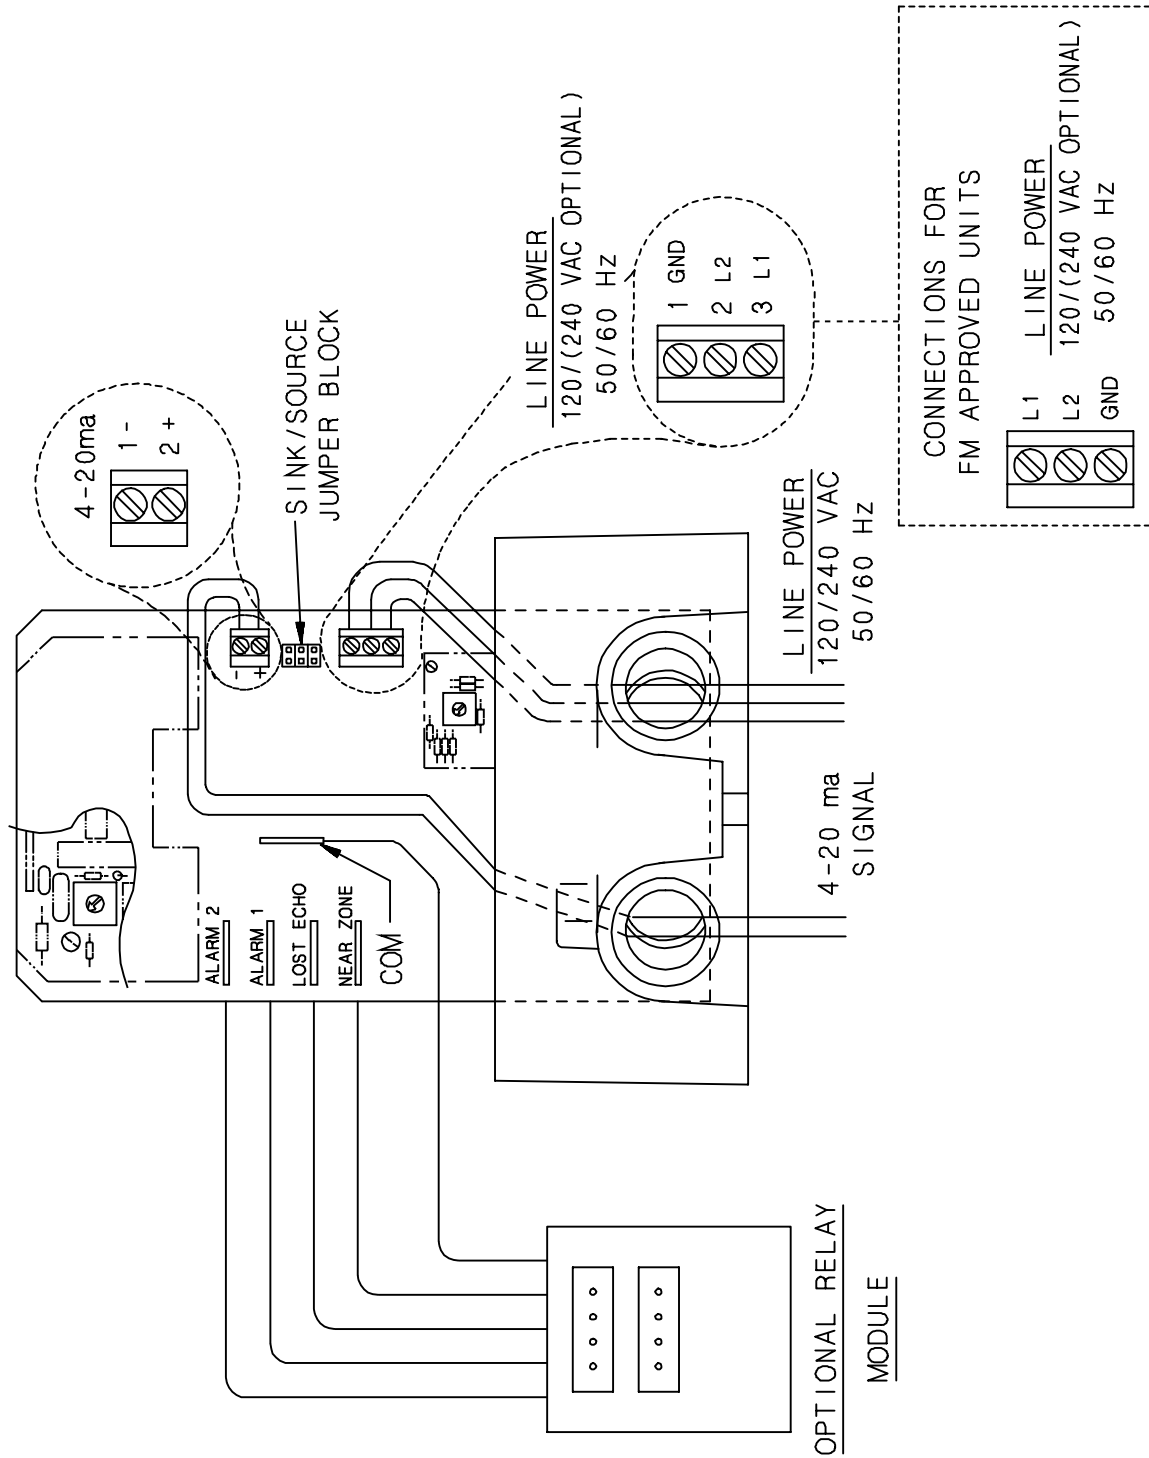 4-20ma
1 -
2 +
-
+
SINK/SOURCE
JUMPER BLOCK
LINE POWER
120/(240 VAC OPTIONAL)
50/60 Hz
1 GND
2 L2
3 L1
CONNECTIONS FOR
FM APPROVED UNITS
LINE POWER
120/(240 VAC OPTIONAL)
50/60 Hz
L1
L2
GND
LINE POWER
120/240 VAC
50/60 Hz
4-20 ma
SIGNAL
ALARM 2
ALARM 1
LOST ECHO
NEAR ZONE
COM
OPTIONAL RELAY
MODULE